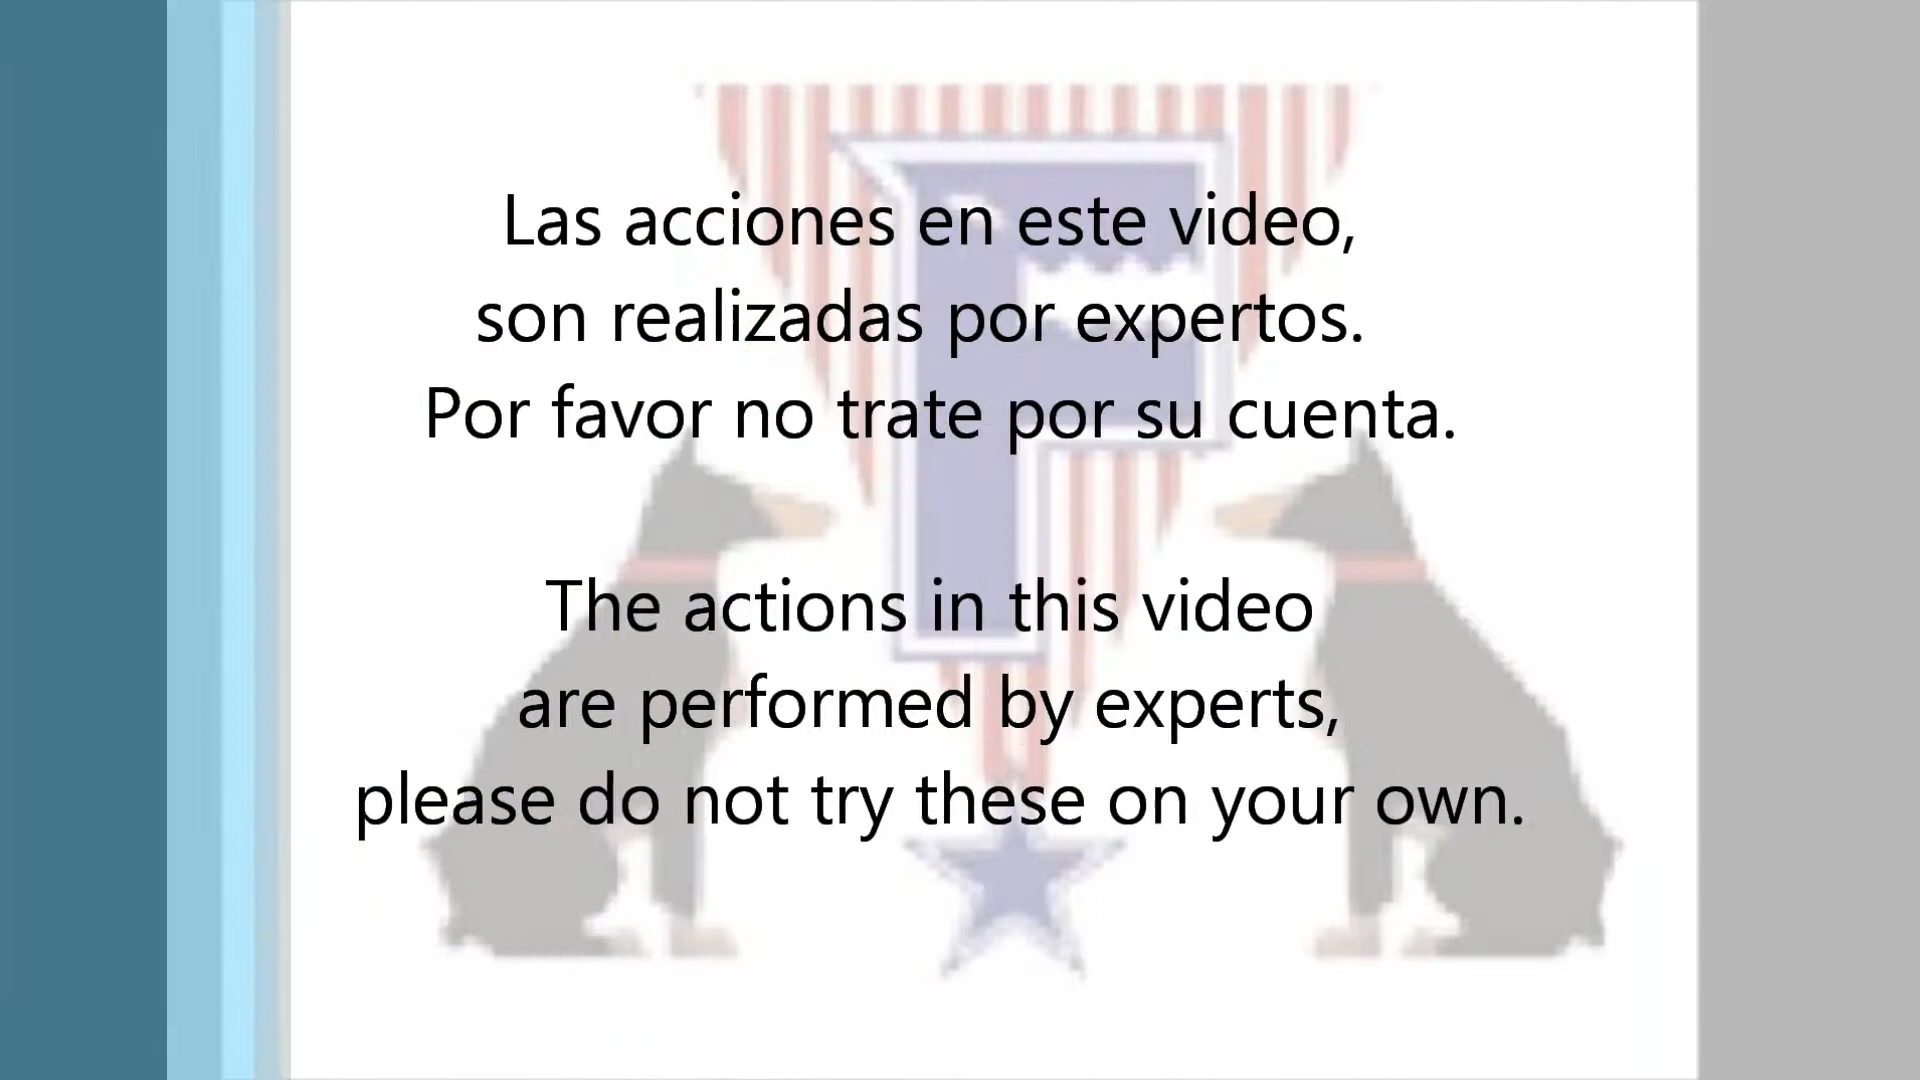 Las acciones en este video,
son realizadas por expertos.
Por favor no trate por su cuenta.
The actions in this video
are performed by experts,
please do not try these on your own.